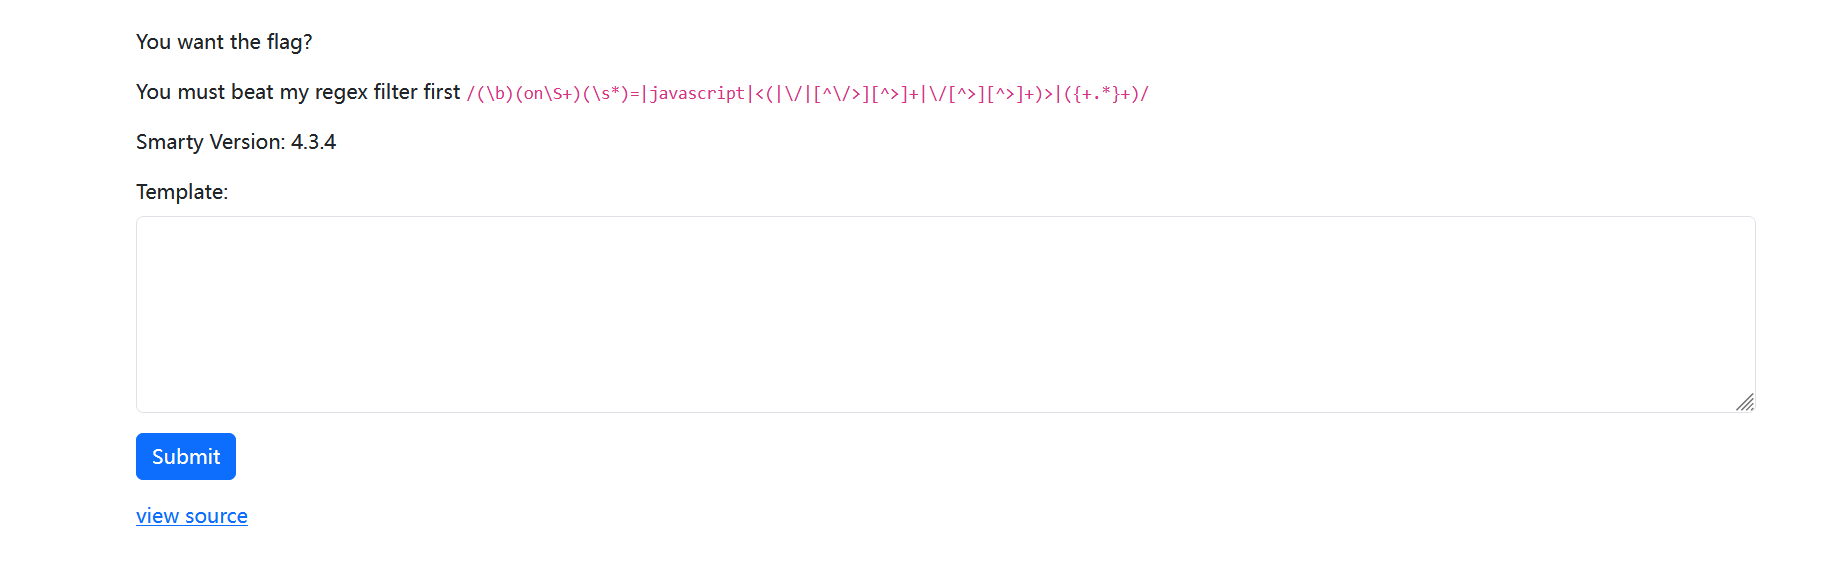 You want the flag?
You must beat my regex filter first /(\b)(on\S+)(\s*)=|javascript|<(|\/|[^\/>][^>]+|\/[^>][^>]+)>|({+.*}+)/
Smarty Version: 4.3.4
Template:
Submit
view source